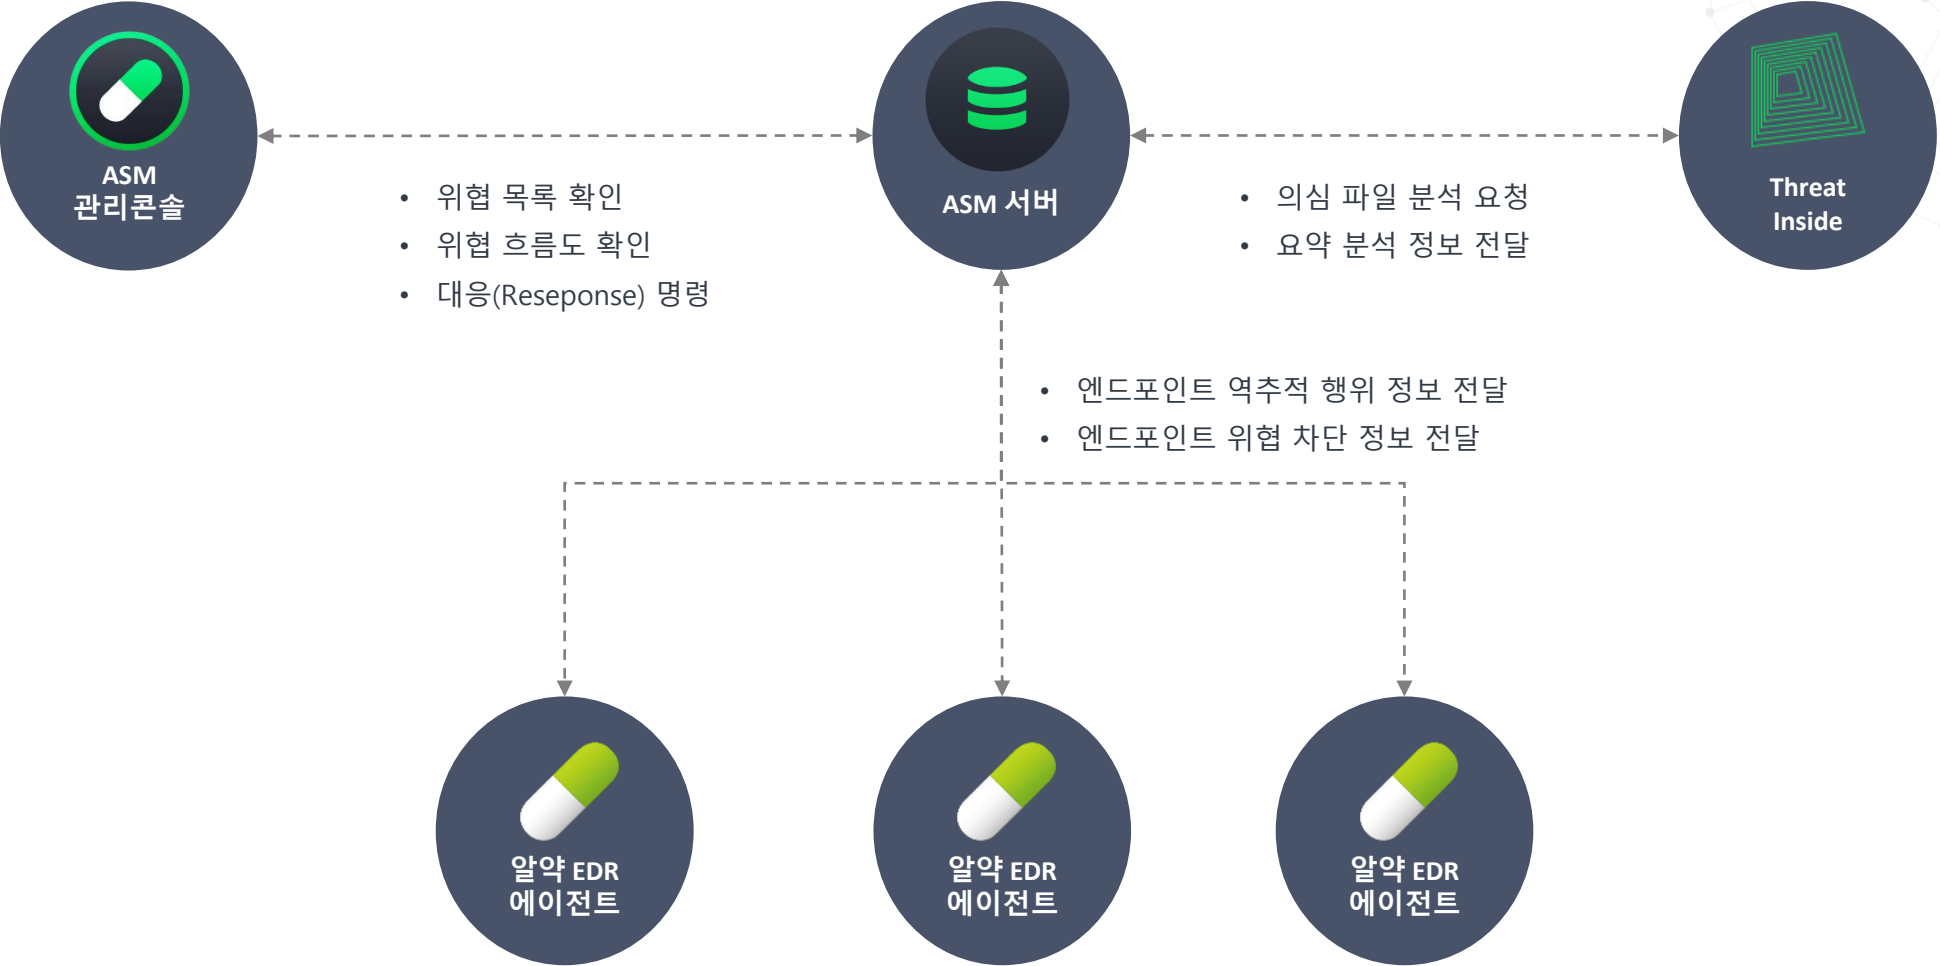 ASM
관리콘솔
• 위협 목록 확인
• 위협 흐름도 확인
• 대응(Reseponse) 명령
ASM 서버
• 의심 파일 분석 요청
• 요약 분석 정보 전달
Threat
Inside
• 엔드포인트 역추적 행위 정보 전달
• 엔드포인트 위협 차단 정보 전달
알약 EDR
에이전트
알약 EDR
에이전트
알약 EDR
에이전트